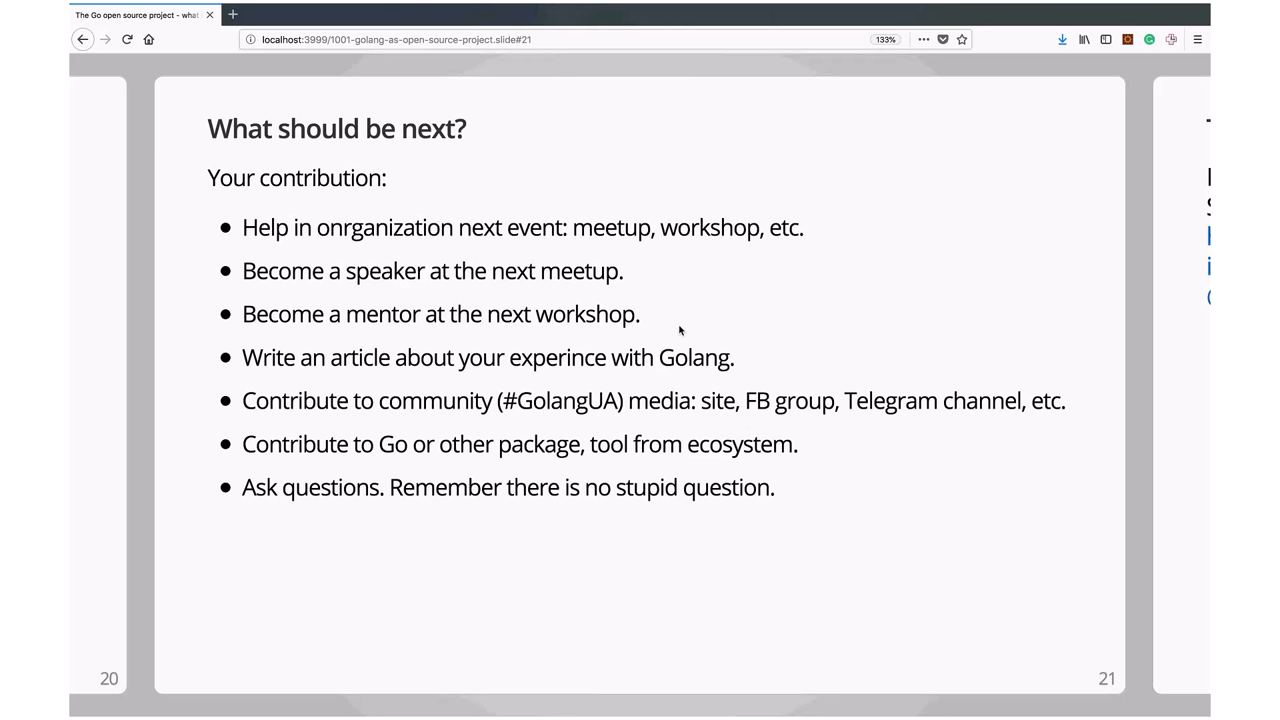 The Go open source project - what
localhost:3999/1001-golang-as-open-source-project.slide#21
133%
What should be next?
Your contribution:
• Help in onrganization next event: meetup, workshop, etc.
• Become a speaker at the next meetup.
• Become a mentor at the next workshop.
• Write an article about your experince with Golang.
• Contribute to community (#GolangUA) media: site, FB group, Telegram channel, etc.
• Contribute to Go or other package, tool from ecosystem.
• Ask questions. Remember there is no stupid question.
20
21